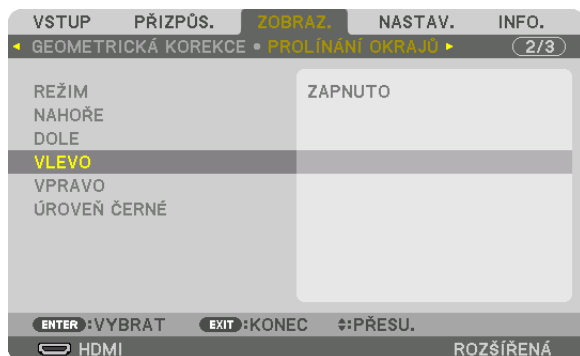 VSTUP PŘIZPŮS. ZOBRAZ. NASTAV. INFO.
GEOMETRICKÁ KOREKCE • PROLÍNÁNÍ OKRAJŮ 2/3
REŽIM ZAPNUTO
NAHOŘE
DOLE
VLEVO
VPRAVO
ÚROVEŇ ČERNÉ
ENTER :VYBRAT EXIT :KONEC :PŘESU.
HDMI ROZŠÍŘENÁ